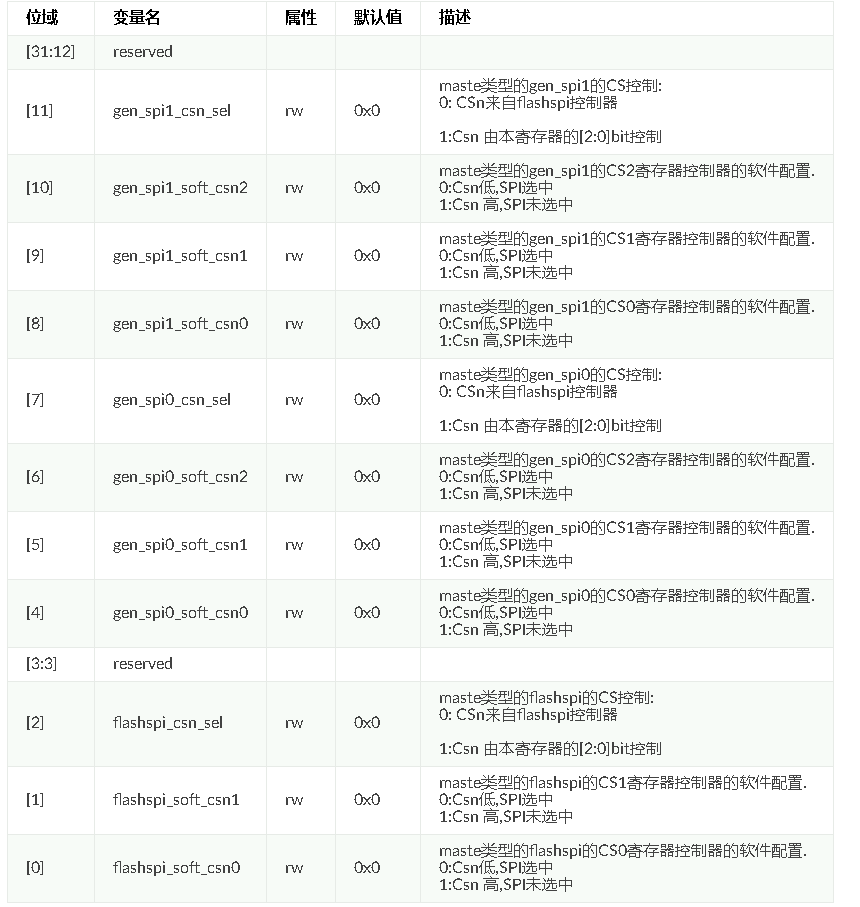 位域 变量名 属性 默认值 描述
[31:12] reserved
[11] gen_spi1_csn_sel rw 0x0 maste类型的gen_spi1的CS控制:
0: CSn来自flashspi控制器
1:Csn 由本寄存器的[2:0]bit控制
[10] gen_spi1_soft_csn2 rw 0x0 maste类型的gen_spi1的CS2寄存器控制器的软件配置.
0:Csn低,SPI选中
1:Csn 高,SPI未选中
[9] gen_spi1_soft_csn1 rw 0x0 maste类型的gen_spi1的CS1寄存器控制器的软件配置.
0:Csn低,SPI选中
1:Csn 高,SPI未选中
[8] gen_spi1_soft_csn0 rw 0x0 maste类型的gen_spi1的CS0寄存器控制器的软件配置.
0:Csn低,SPI选中
1:Csn 高,SPI未选中
[7] gen_spi0_csn_sel rw 0x0 maste类型的gen_spi0的CS控制:
0: CSn来自flashspi控制器
1:Csn 由本寄存器的[2:0]bit控制
[6] gen_spi0_soft_csn2 rw 0x0 maste类型的gen_spi0的CS2寄存器控制器的软件配置.
0:Csn低,SPI选中
1:Csn 高,SPI未选中
[5] gen_spi0_soft_csn1 rw 0x0 maste类型的gen_spi0的CS1寄存器控制器的软件配置.
0:Csn低,SPI选中
1:Csn 高,SPI未选中
[4] gen_spi0_soft_csn0 rw 0x0 maste类型的gen_spi0的CS0寄存器控制器的软件配置.
0:Csn低,SPI选中
1:Csn 高,SPI未选中
[3:3] reserved
[2] flashspi_csn_sel rw 0x0 maste类型的flashspi的CS控制:
0: CSn来自flashspi控制器
1:Csn 由本寄存器的[2:0]bit控制
[1] flashspi_soft_csn1 rw 0x0 maste类型的flashspi的CS1寄存器控制器的软件配置.
0:Csn低,SPI选中
1:Csn 高,SPI未选中
[0] flashspi_soft_csn0 rw 0x0 maste类型的flashspi的CS0寄存器控制器的软件配置.
0:Csn低,SPI选中
1:Csn 高,SPI未选中